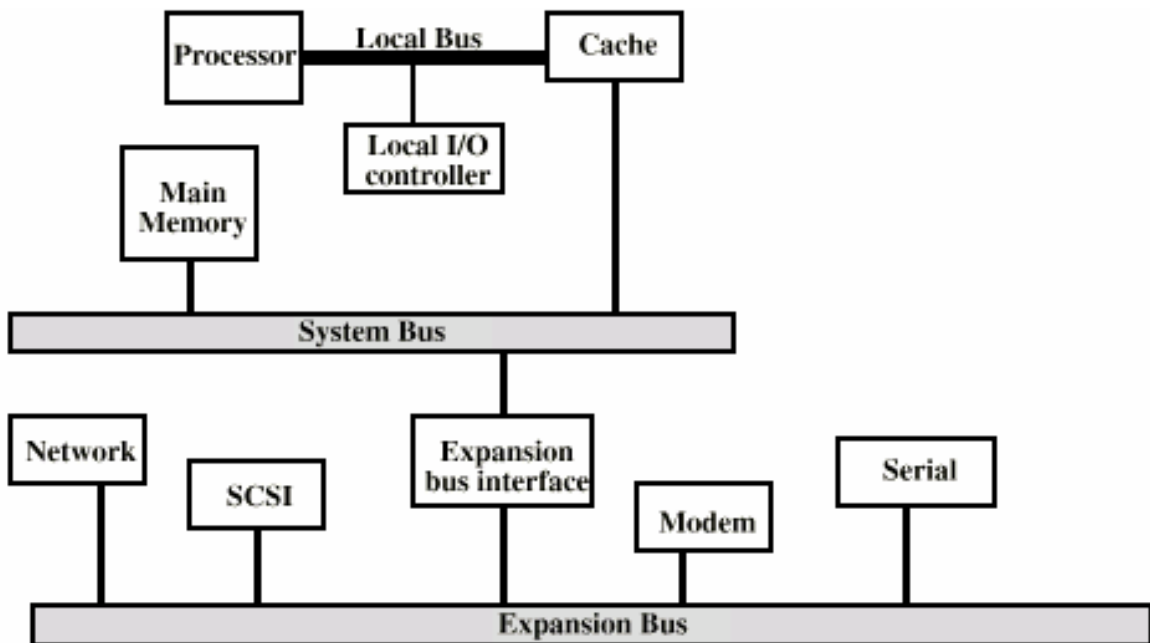 Local Bus
Processor
Cache
Local I/O
controller
Main
Memory
System Bus
Network
SCSI
Expansion
bus interface
Modem
Serial
Expansion Bus